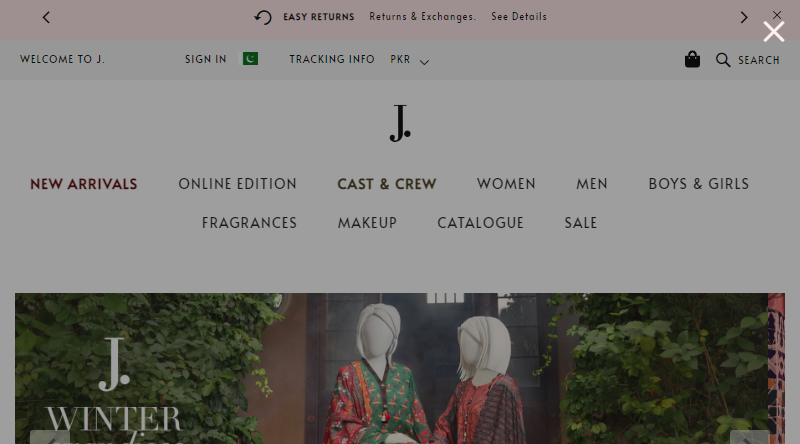 EASY RETURNS Returns & Exchanges. See Details
WELCOME TO J. SIGN IN TRACKING INFO PKR SEARCH
J.
NEW ARRIVALS ONLINE EDITION CAST & CREW WOMEN MEN BOYS & GIRLS
FRAGRANCES MAKEUP CATALOGUE SALE
J.
WINTER